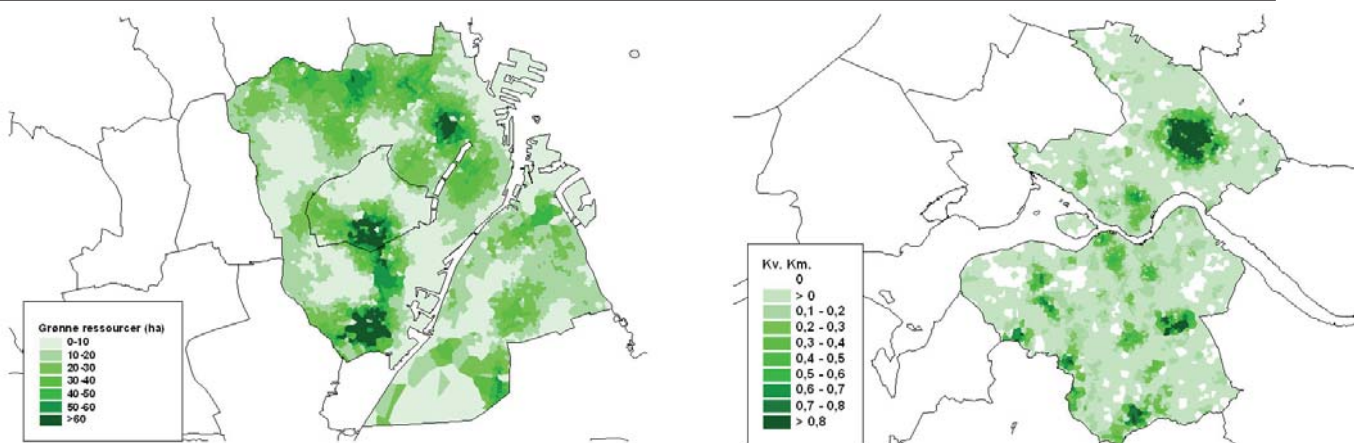 Grønne ressourcer (ha)
0-10
10-20
20-30
30-40
40-50
50-60
>60
Kv. Km.
0
> 0
0,1 - 0,2
0,2 - 0,3
0,3 - 0,4
0,4 - 0,5
0,5 - 0,6
0,6 - 0,7
0,7 - 0,8
> 0,8